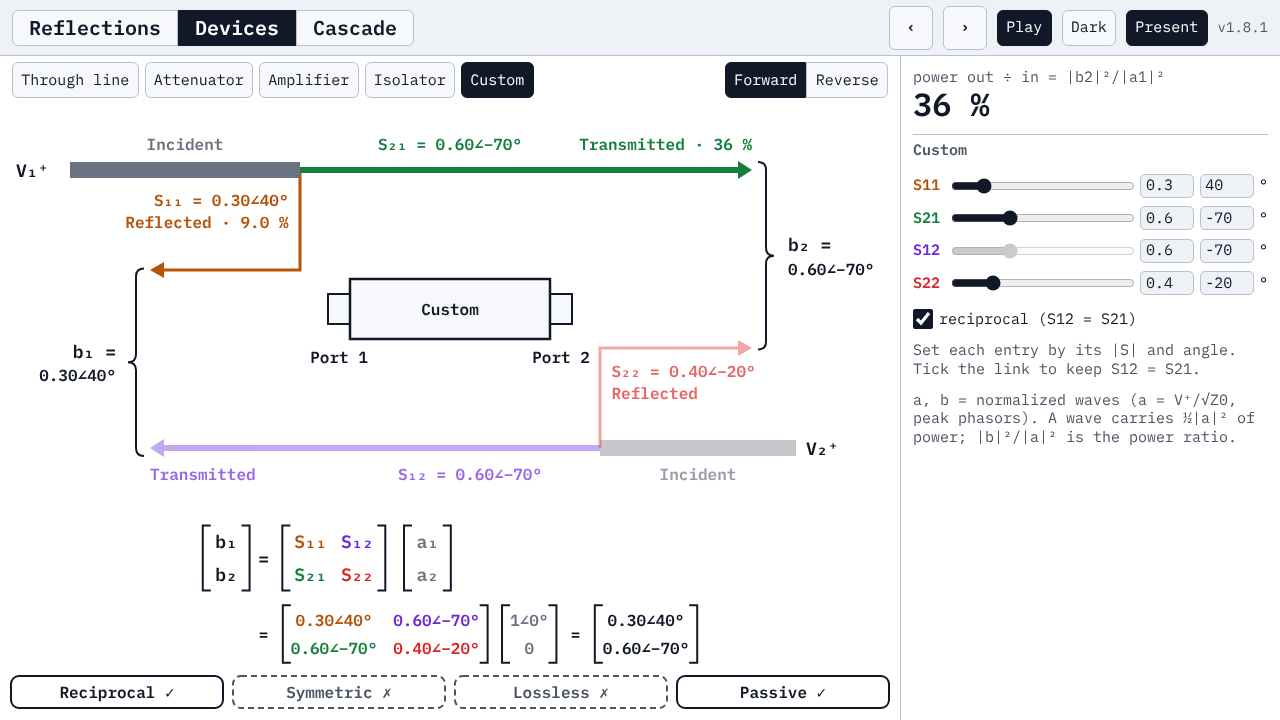 Reflections Devices Cascade ‹ › Play Dark Present v1.8.1
Through line Attenuator Amplifier Isolator Custom Forward Reverse
power out ÷ in = |b2|²/|a1|²
36 %
Custom
S11 0.3 40 °
S21 0.6 -70 °
S12 0.6 -70 °
S22 0.4 -20 °
reciprocal (S12 = S21)
Set each entry by its |S| and angle.
Tick the link to keep S12 = S21.
a, b = normalized waves (a = V⁺/√Z0,
peak phasors). A wave carries ½|a|² of
power; |b|²/|a|² is the power ratio.
Incident S₂₁ = 0.60∠−70° Transmitted · 36 %
V₁⁺
S₁₁ = 0.30∠40°
Reflected · 9.0 %
b₂ =
0.60∠−70°
Custom
Port 1 Port 2
b₁ =
0.30∠40°
S₂₂ = 0.40∠−20°
Reflected
V₂⁺
Transmitted S₁₂ = 0.60∠−70° Incident
b₁ S₁₁ S₁₂ a₁
= 
b₂ S₂₁ S₂₂ a₂
0.30∠40° 0.60∠−70° 1∠0° 0.30∠40°
= =
0.60∠−70° 0.40∠−20° 0 0.60∠−70°
Reciprocal ✓ Symmetric ✗ Lossless ✗ Passive ✓